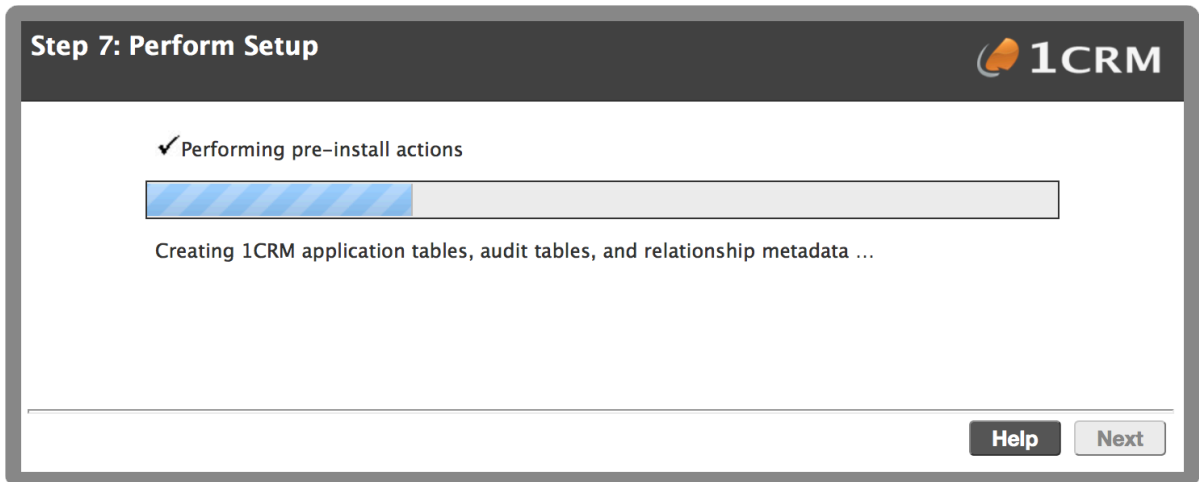 Step 7: Perform Setup
1CRM
✓Performing pre-install actions
Creating 1CRM application tables, audit tables, and relationship metadata ...
Help
Next